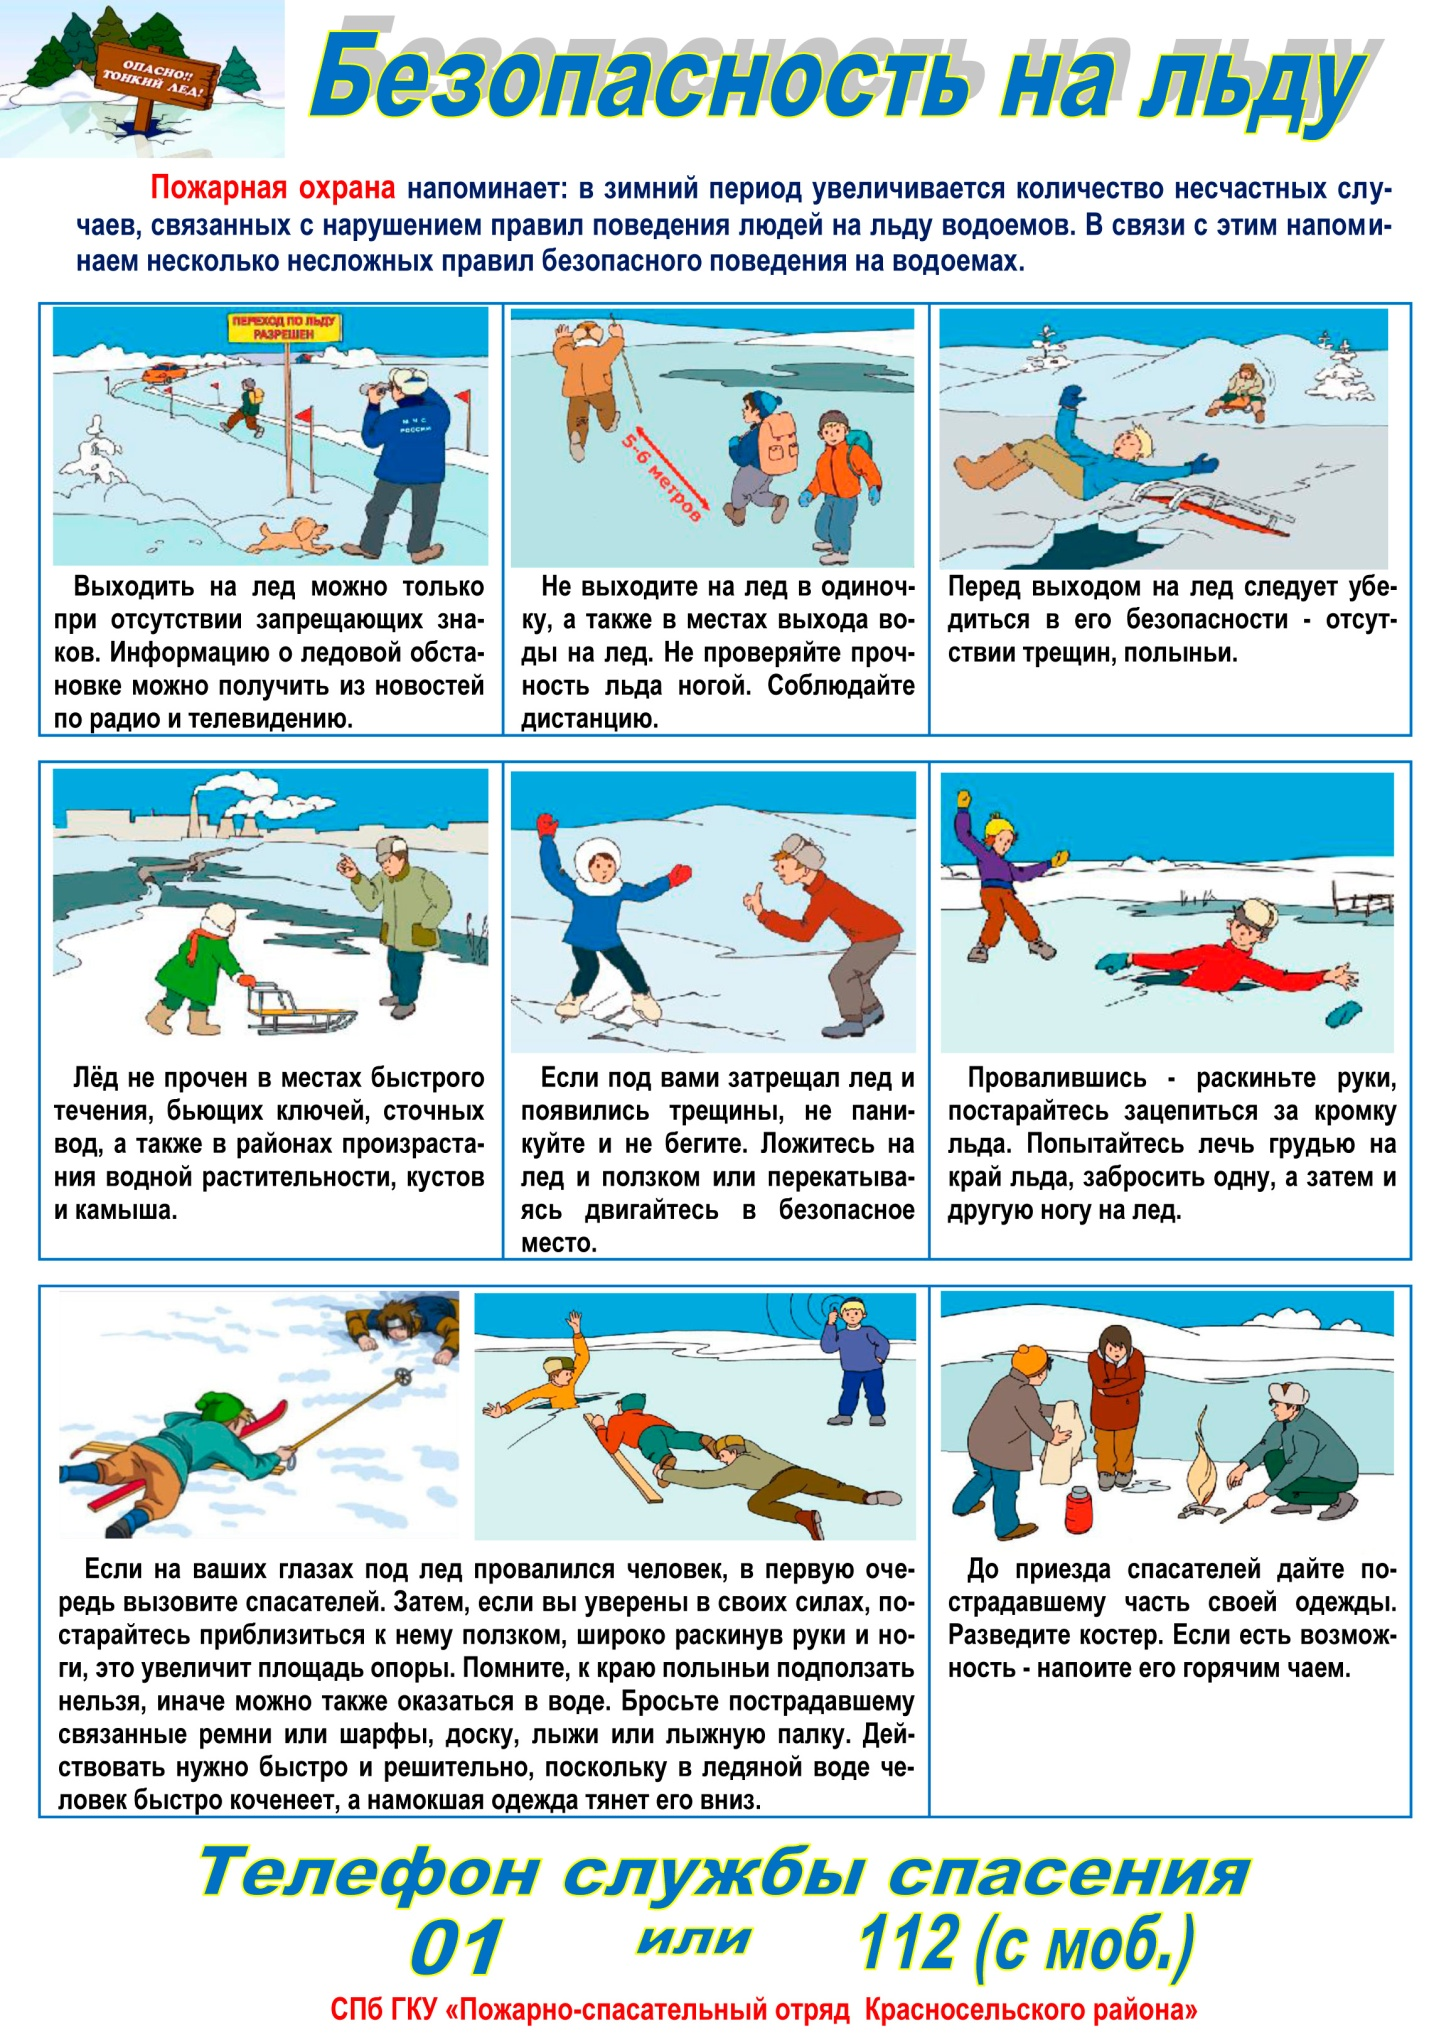 ОПАСНО!!
ТОНКИЙ ЛЕД!
Безопасность на льду
Пожарная охрана напоминает: в зимний период увеличивается количество несчастных слу-
чаев, связанных с нарушением правил поведения людей на льду водоемов. В связи с этим напоми-
наем несколько несложных правил безопасного поведения на водоемах.
ПЕРЕХОД ПО ЛЬДУ
РАЗРЕШЕН
М Ч С
РОССИИ
Выходить на лед можно только
при отсутствии запрещающих зна-
ков. Информацию о ледовой обста-
новке можно получить из новостей
по радио и телевидению.
5-6 метров
Не выходите на лед в одиноч-
ку, а также в местах выхода во-
ды на лед. Не проверяйте проч-
ность льда ногой. Соблюдайте
дистанцию.
Перед выходом на лед следует убе-
диться в его безопасности - отсут-
ствии трещин, полыньи.
Лёд не прочен в местах быстрого
течения, бьющих ключей, сточных
вод, а также в районах произраста-
ния водной растительности, кустов
и камыша.
Если под вами затрещал лед и
появились трещины, не пани-
куйте и не бегите. Ложитесь на
лед и ползком или перекатыва-
ясь двигайтесь в безопасное
место.
Провалившись - раскиньте руки,
постарайтесь зацепиться за кромку
льда. Попытайтесь лечь грудью на
край льда, забросить одну, а затем и
другую ногу на лед.
Если на ваших глазах под лед провалился человек, в первую оче-
редь вызовите спасателей. Затем, если вы уверены в своих силах, по-
старайтесь приблизиться к нему ползком, широко раскинув руки и но-
ги, это увеличит площадь опоры. Помните, к краю полыньи подползать
нельзя, иначе можно также оказаться в воде. Бросьте пострадавшему
связанные ремни или шарфы, доску, лыжи или лыжную палку. Дей-
ствовать нужно быстро и решительно, поскольку в ледяной воде че-
ловек быстро коченеет, а намокшая одежда тянет его вниз.
До приезда спасателей дайте по-
страдавшему часть своей одежды.
Разведите костер. Если есть возмож-
ность - напоите его горячим чаем.
Телефон службы спасения
01 или 112 (с моб.)
СПб ГКУ «Пожарно-спасательный отряд Красносельского района»